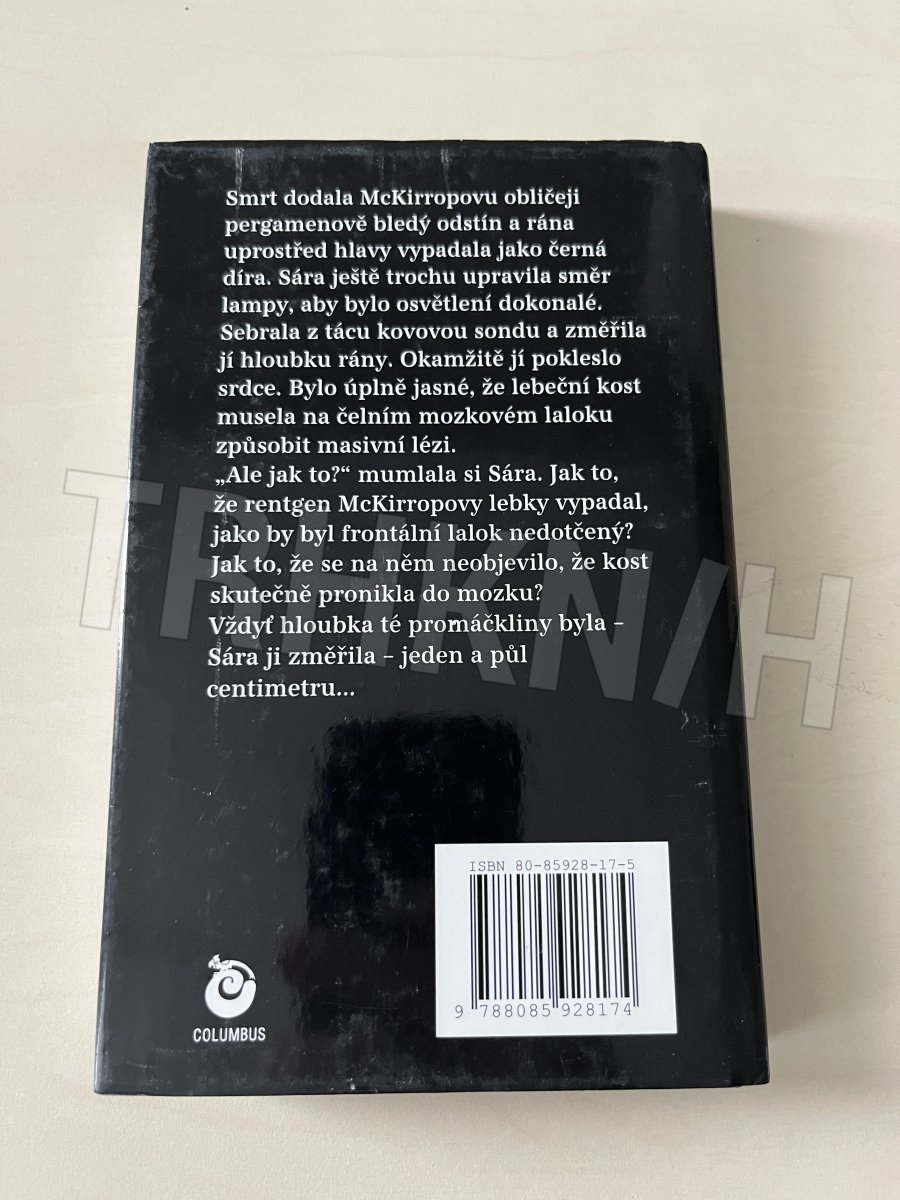 Smrt dodala McKirropovu obličeji
pergamenově bledý odstín a rána
uprostřed hlavy vypadala jako černá
díra. Sára ještě trochu upravila směr
lampy, aby bylo osvětlení dokonalé.
Sebrala z tácu kovovou sondu a změřila
jí hloubku rány. Okamžitě jí pokleslo
srdce. Bylo úplně jasné, že lebeční kost
musela na čelním mozkovém laloku
způsobit masivní lézi.
„Ale jak to?“ mumlala si Sára. Jak to,
že rentgen McKirropovy lebky vypadal,
jako by byl frontální lalok nedotčený?
Jak to, že se na něm neobjevilo, že kost
skutečně pronikla do mozku?
Vždyť hloubka té promáčkliny byla –
Sára ji změřila – jeden a půl
centimetru...
TRHKNIH
ISBN 80-85928-17-5
9 788085 928174
COLUMBUS